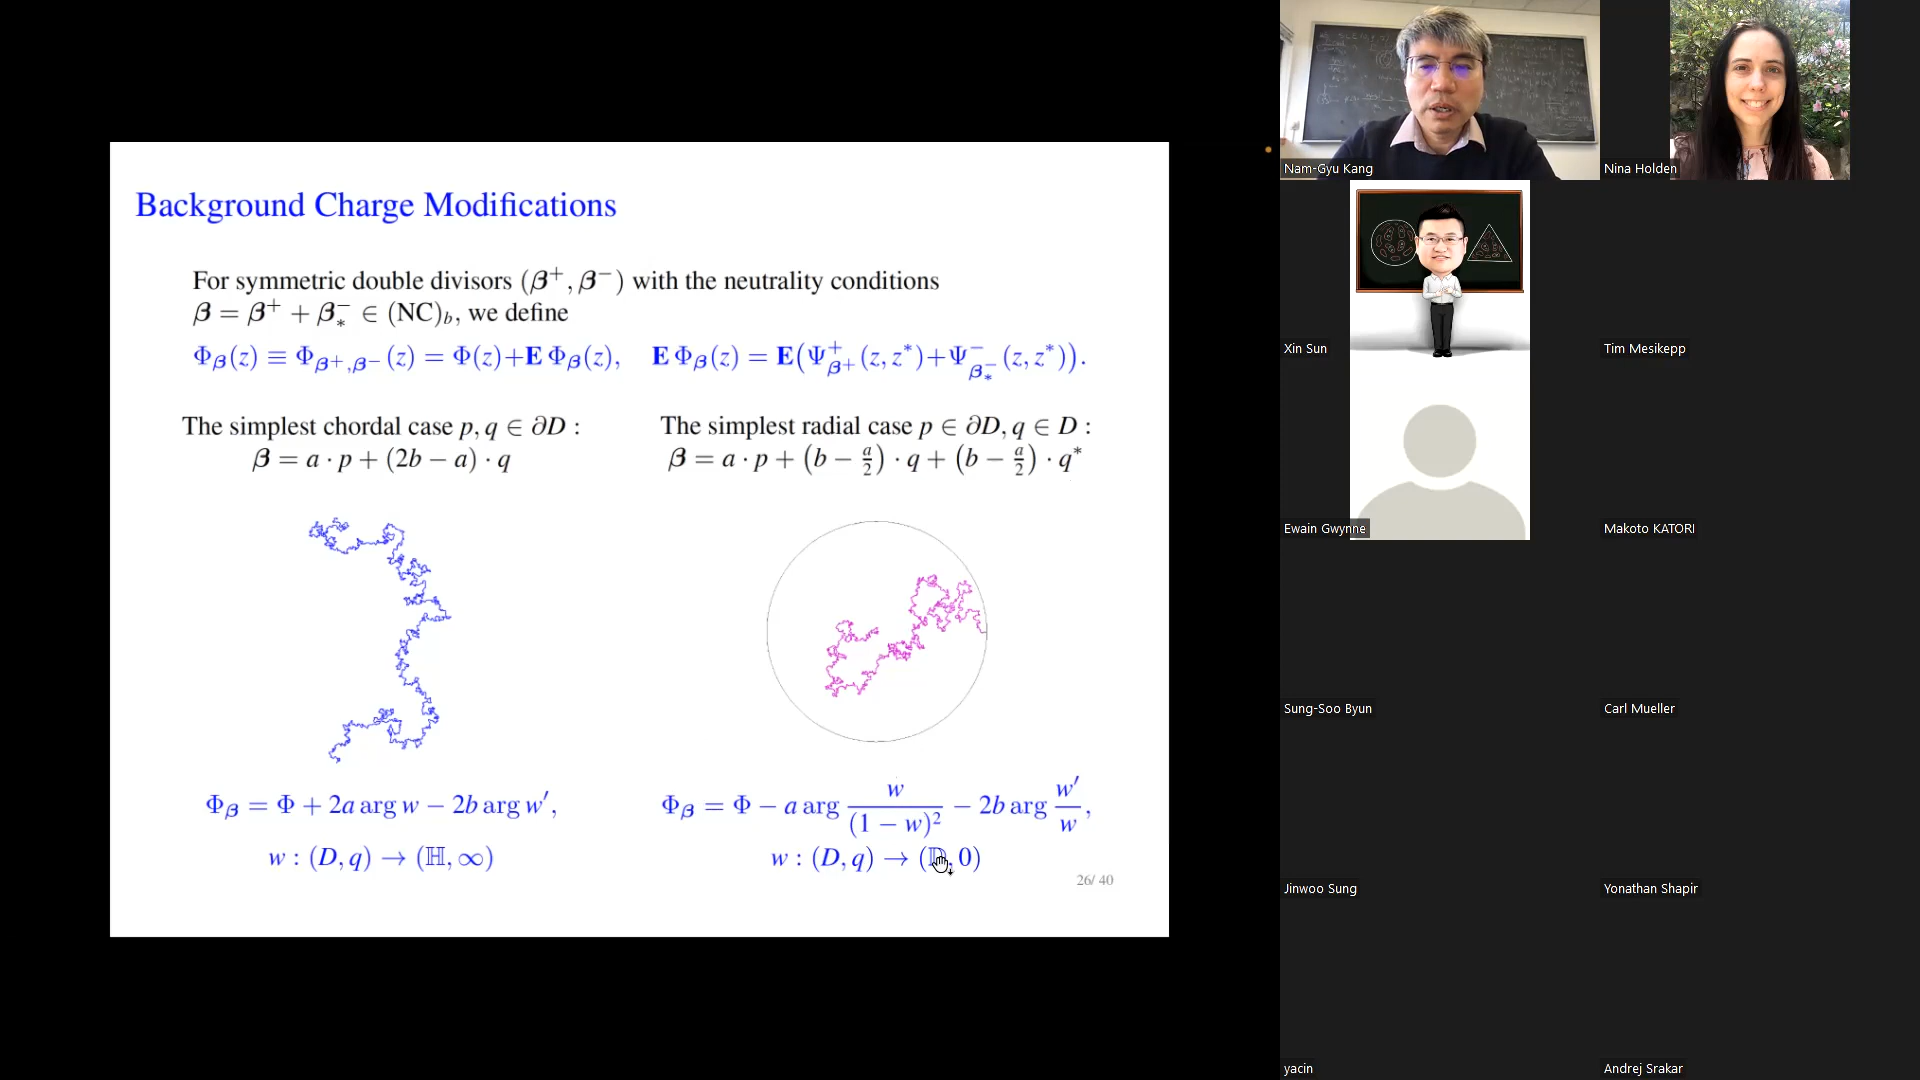 Background Charge Modifications
For symmetric double divisors (β⁺, β⁻) with the neutrality conditions
β = β⁺ + β⁻_* ∈ (NC)_b, we define
Φ_β(z) ≡ Φ_{β⁺,β⁻}(z) = Φ(z)+E Φ_β(z), E Φ_β(z) = E(Ψ⁺_{β⁺}(z, z*)+Ψ⁻_{β⁻_*}(z, z*)).
The simplest chordal case p, q ∈ ∂D :
β = a · p + (2b − a) · q
The simplest radial case p ∈ ∂D, q ∈ D :
β = a · p + (b − a/2) · q + (b − a/2) · q*
Φ_β = Φ + 2a arg w − 2b arg w′,
w : (D, q) → (ℍ, ∞)
Φ_β = Φ − a arg w/(1 − w)² − 2b arg w′/w,
w : (D, q) → (𝔻, 0)
26/ 40
Nam-Gyu Kang
Nina Holden
Xin Sun
Tim Mesikepp
Ewain Gwynne
Makoto KATORI
Sung-Soo Byun
Carl Mueller
Jinwoo Sung
Yonathan Shapir
yacin
Andrej Srakar